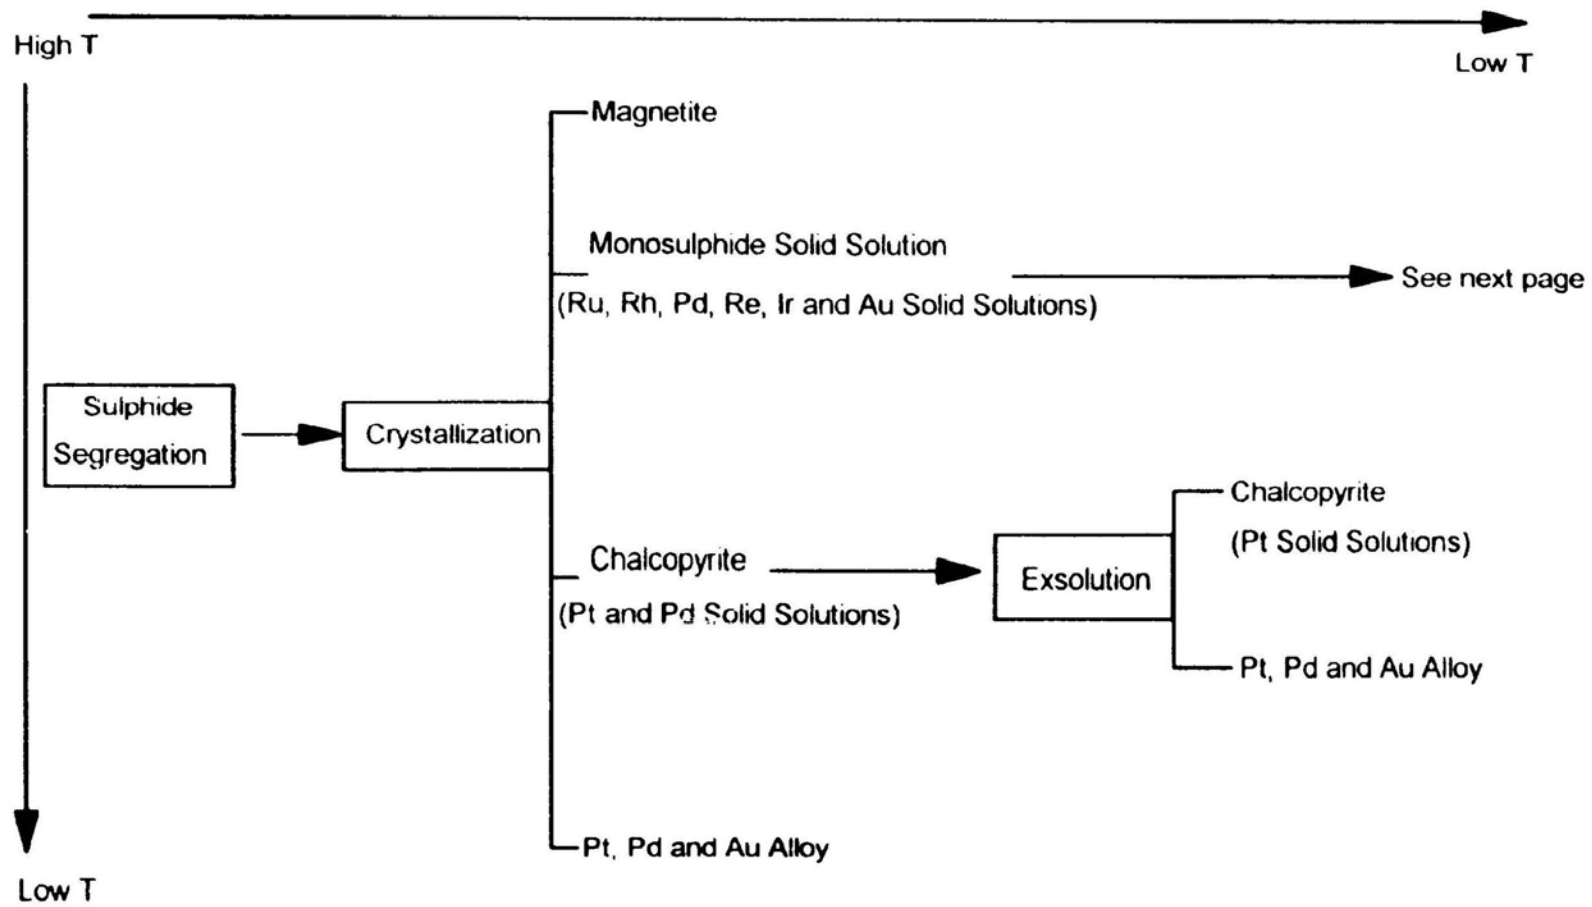 High T
Low T
Magnetite
Monosulphide Solid Solution
See next page
(Ru, Rh, Pd, Re, Ir and Au Solid Solutions)
Sulphide
Segregation
Crystallization
Chalcopyrite
(Pt Solid Solutions)
Chalcopyrite
Exsolution
(Pt and Pd Solid Solutions)
Pt, Pd and Au Alloy
Pt, Pd and Au Alloy
Low T